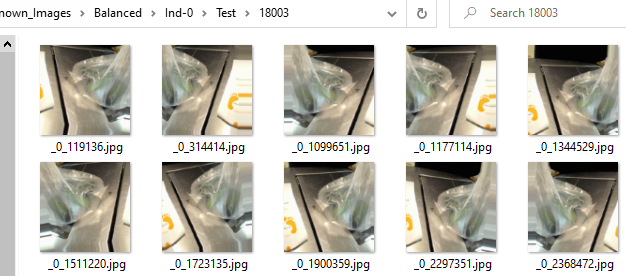 nown_Images > Balanced > Ind-0 > Test > 18003
Search 18003
_0_119136.jpg _0_314414.jpg _0_1099651.jpg _0_1177114.jpg _0_1344529.jpg
_0_1511220.jpg _0_1723135.jpg _0_1900359.jpg _0_2297351.jpg _0_2368472.jpg